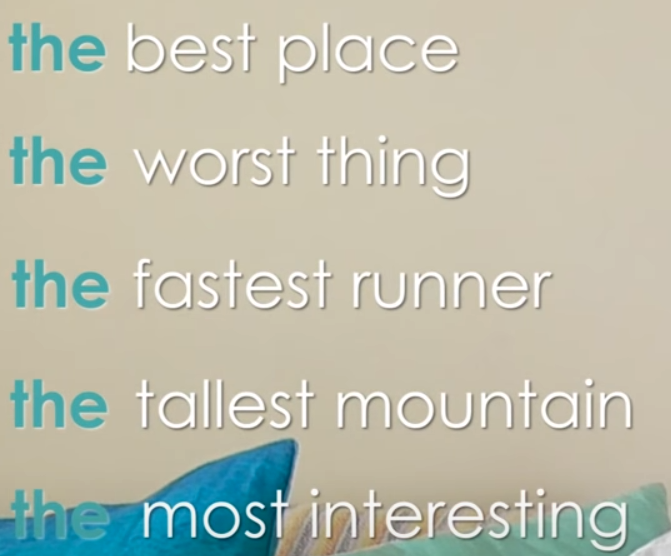 the best place
the worst thing
the fastest runner
the tallest mountain
the most interesting